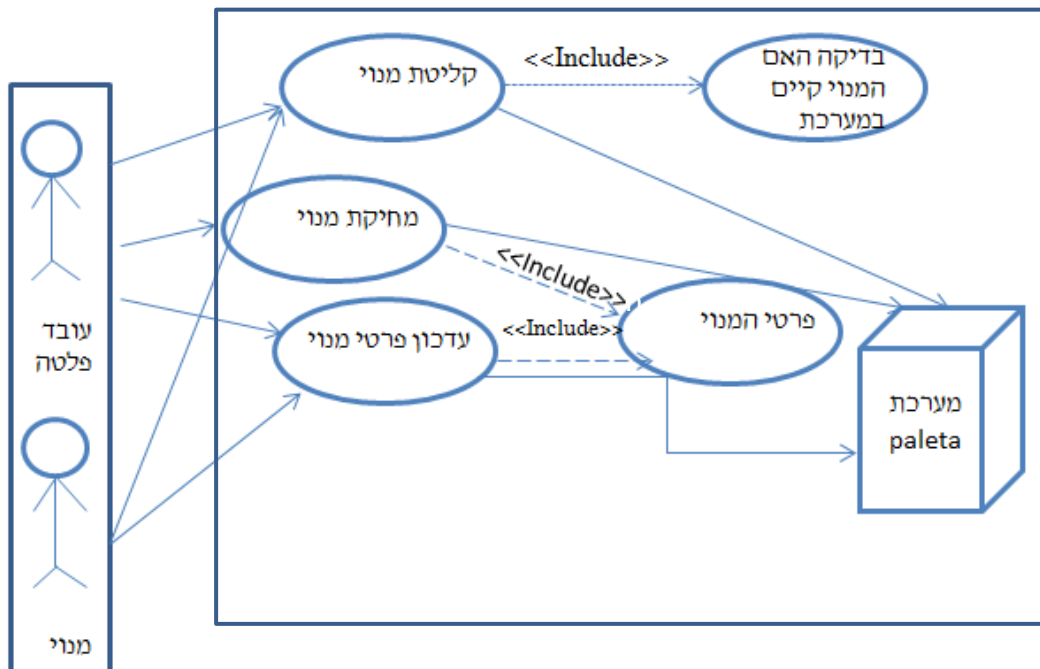 קליטת מנוי
<<Include>>
בדיקה האם
המנוי קיים
במערכת
מחיקת מנוי
<<Include>>
עדכון פרטי מנוי
<<Include>>
פרטי המנוי
מערכת
paleta
עובד
פלטה
מנוי